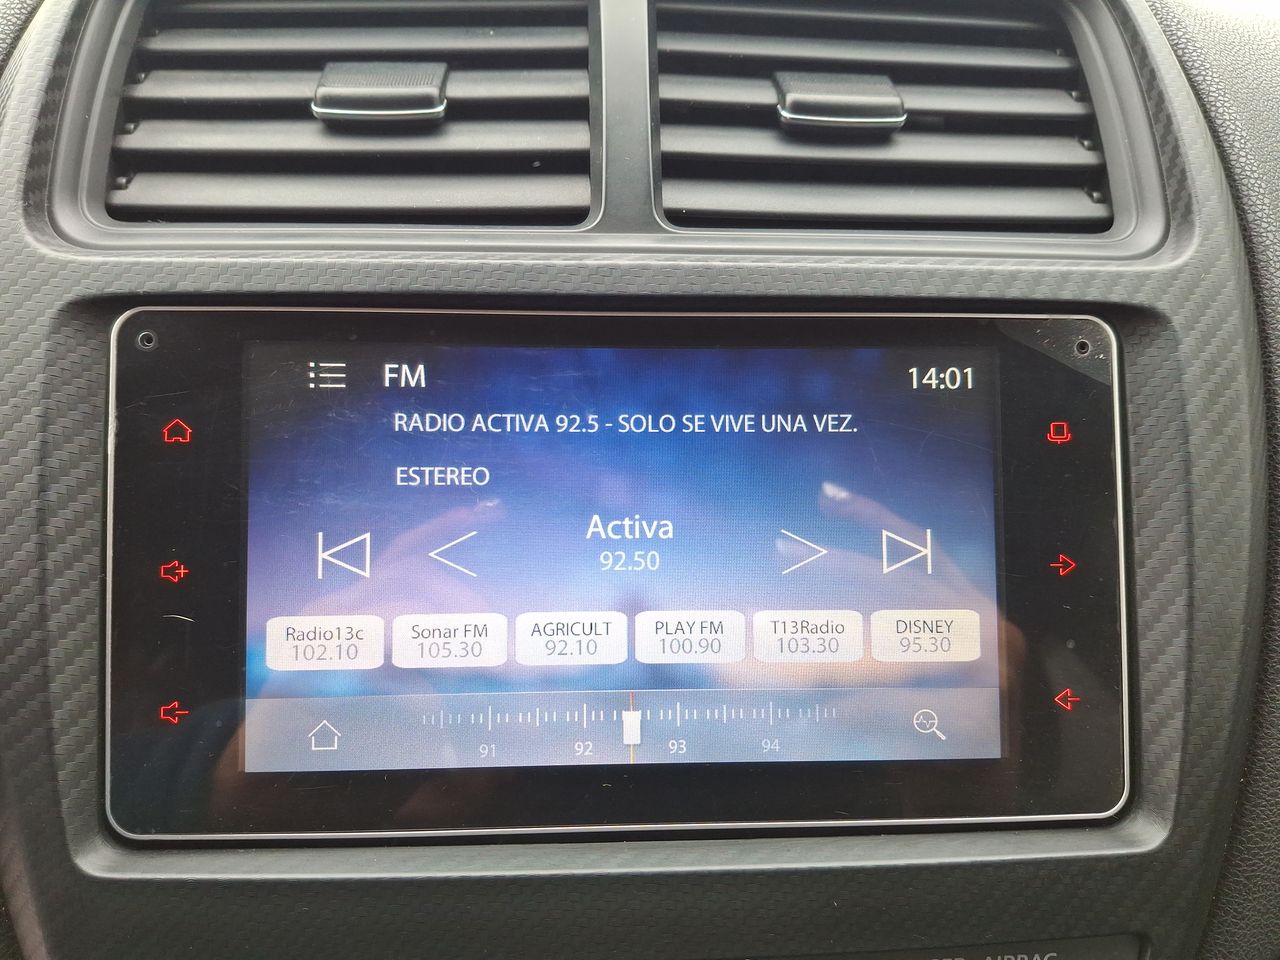 FM
14:01
RADIO ACTIVA 92.5 - SOLO SE VIVE UNA VEZ.
ESTEREO
Activa
92.50
Radio13c
102.10
Sonar FM
105.30
AGRICULT
92.10
PLAY FM
100.90
T13Radio
103.30
DISNEY
95.30
91 92 93 94
AIRBAG